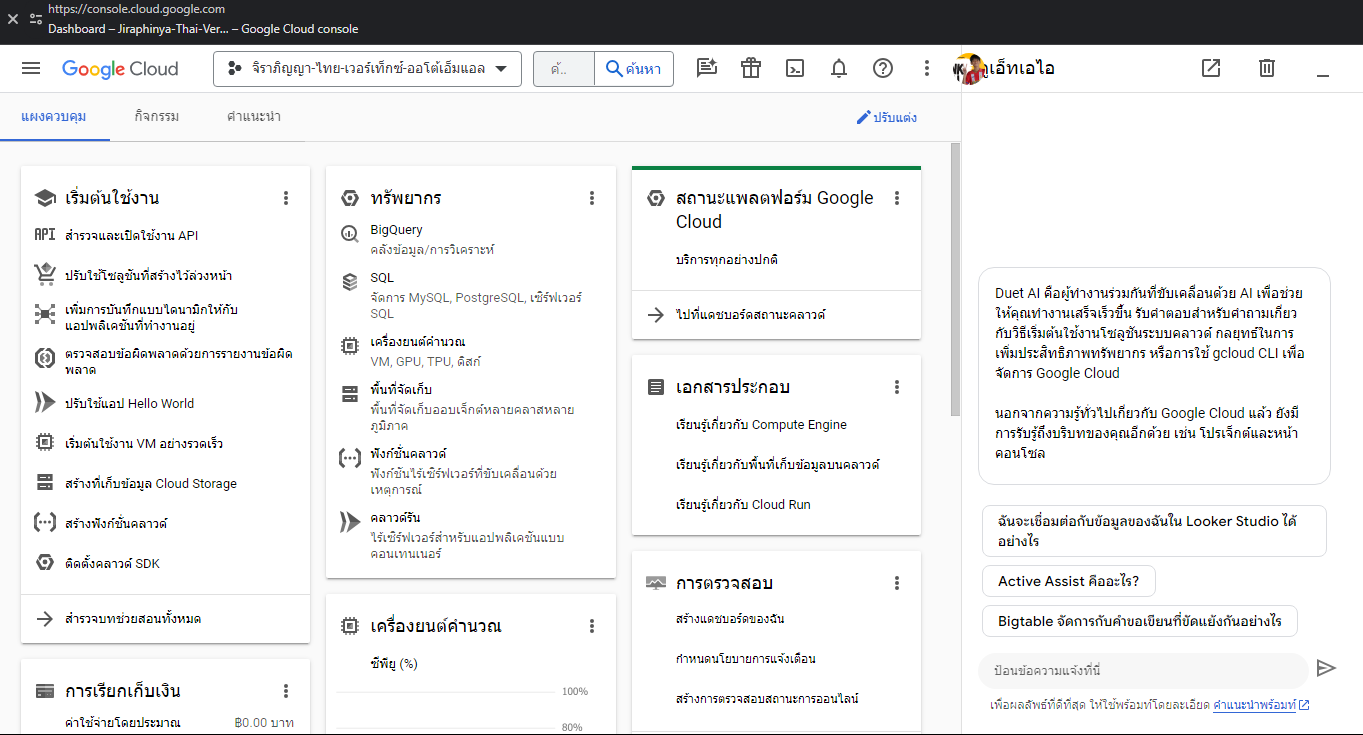 https://console.cloud.google.com
Dashboard – Jiraphinya-Thai-Ver... – Google Cloud console
Google Cloud
จิราภิญญา-ไทย-เวอร์เท็กซ์-ออโต้เอ็มแอล
ค้..
ค้นหา
ดูเอ็ทเอไอ
แผงควบคุม
กิจกรรม
คำแนะนำ
ปรับแต่ง
เริ่มต้นใช้งาน
API สำรวจและเปิดใช้งาน API
ปรับใช้โซลูชันที่สร้างไว้ล่วงหน้า
เพิ่มการบันทึกแบบไดนามิกให้กับ
แอปพลิเคชันที่ทำงานอยู่
ตรวจสอบข้อผิดพลาดด้วยการรายงานข้อผิด
พลาด
ปรับใช้แอป Hello World
เริ่มต้นใช้งาน VM อย่างรวดเร็ว
สร้างที่เก็บข้อมูล Cloud Storage
สร้างฟังก์ชั่นคลาวด์
ติดตั้งคลาวด์ SDK
สำรวจบทช่วยสอนทั้งหมด
การเรียกเก็บเงิน
ค่าใช้จ่ายโดยประมาณ
฿0.00 บาท
ทรัพยากร
BigQuery
คลังข้อมูล/การวิเคราะห์
SQL
จัดการ MySQL, PostgreSQL, เซิร์ฟเวอร์
SQL
เครื่องยนต์คำนวณ
VM, GPU, TPU, ดิสก์
พื้นที่จัดเก็บ
พื้นที่จัดเก็บออบเจ็กต์หลายคลาสหลาย
ภูมิภาค
ฟังก์ชั่นคลาวด์
ฟังก์ชันไร้เซิร์ฟเวอร์ที่ขับเคลื่อนด้วย
เหตุการณ์
คลาวด์รัน
ไร้เซิร์ฟเวอร์สำหรับแอปพลิเคชันแบบ
คอนเทนเนอร์
เครื่องยนต์คำนวณ
ซีพียู (%)
100%
80%
สถานะแพลตฟอร์ม Google
Cloud
บริการทุกอย่างปกติ
ไปที่แดชบอร์ดสถานะคลาวด์
เอกสารประกอบ
เรียนรู้เกี่ยวกับ Compute Engine
เรียนรู้เกี่ยวกับพื้นที่เก็บข้อมูลบนคลาวด์
เรียนรู้เกี่ยวกับ Cloud Run
การตรวจสอบ
สร้างแดชบอร์ดของฉัน
กำหนดนโยบายการแจ้งเตือน
สร้างการตรวจสอบสถานะการออนไลน์
Duet AI คือผู้ทำงานร่วมกันที่ขับเคลื่อนด้วย AI เพื่อช่วย
ให้คุณทำงานเสร็จเร็วขึ้น รับคำตอบสำหรับคำถามเกี่ยว
กับวิธีเริ่มต้นใช้งานโซลูชันระบบคลาวด์ กลยุทธ์ในการ
เพิ่มประสิทธิภาพทรัพยากร หรือการใช้ gcloud CLI เพื่อ
จัดการ Google Cloud
นอกจากความรู้ทั่วไปเกี่ยวกับ Google Cloud แล้ว ยังมี
การรับรู้ถึงบริบทของคุณอีกด้วย เช่น โปรเจ็กต์และหน้า
คอนโซล
ฉันจะเชื่อมต่อกับข้อมูลของฉันใน Looker Studio ได้
อย่างไร
Active Assist คืออะไร?
Bigtable จัดการกับคำขอเขียนที่ขัดแย้งกันอย่างไร
ป้อนข้อความแจ้งที่นี่
เพื่อผลลัพธ์ที่ดีที่สุด ให้ใช้พร้อมท์โดยละเอียด คำแนะนำพร้อมท์